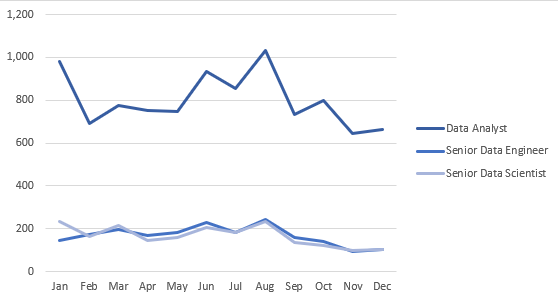 1,200
1,000
800
600
400
200
0
Jan Feb Mar Apr May Jun Jul Aug Sep Oct Nov Dec
Data Analyst
Senior Data Engineer
Senior Data Scientist